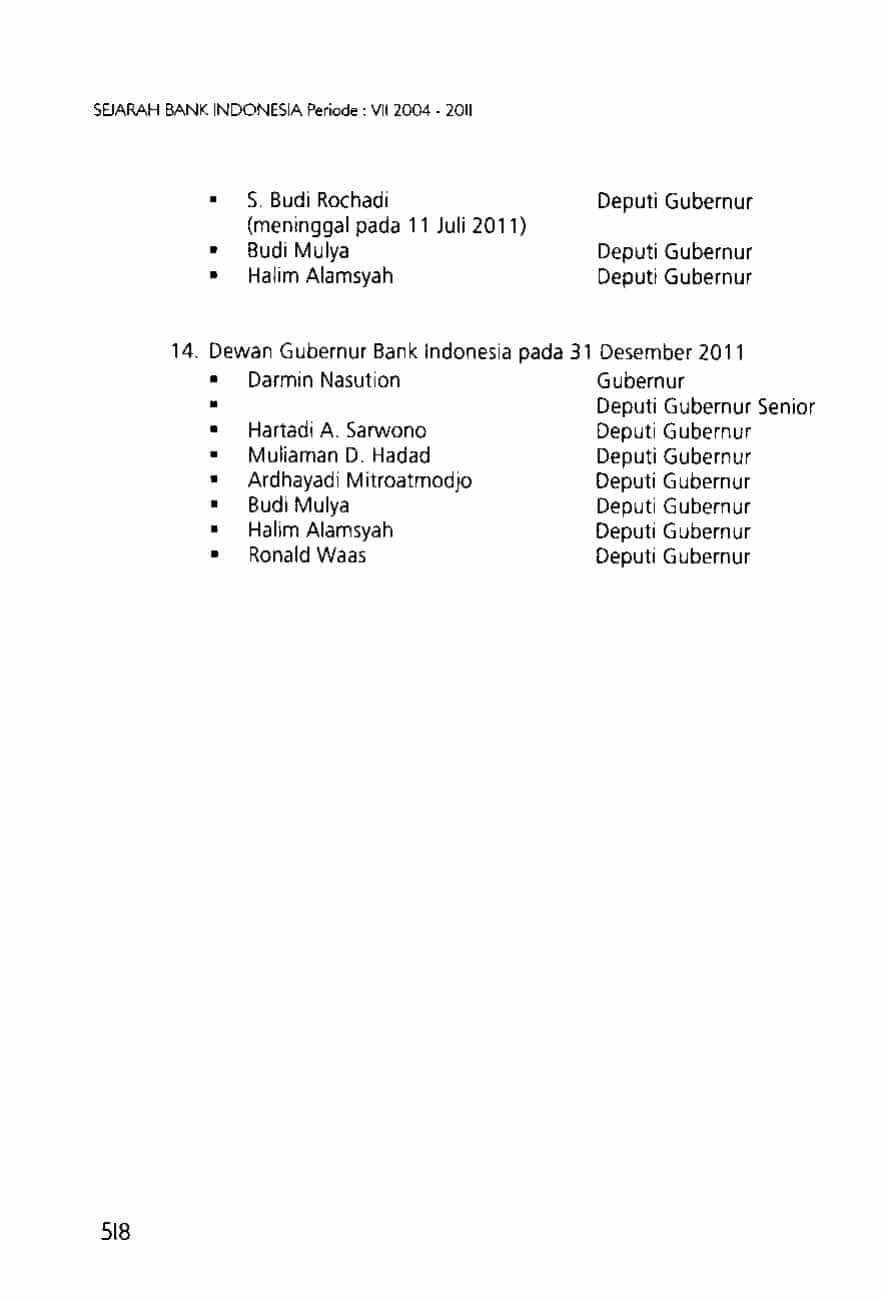 SEJARAH BANK INDONESIA Periode : VII 2004 - 2011
▪ S. Budi Rochadi Deputi Gubernur
(meninggal pada 11 Juli 2011)
▪ Budi Mulya Deputi Gubernur
▪ Halim Alamsyah Deputi Gubernur
14. Dewan Gubernur Bank Indonesia pada 31 Desember 2011
▪ Darmin Nasution Gubernur
▪ Deputi Gubernur Senior
▪ Hartadi A. Sarwono Deputi Gubernur
▪ Muliaman D. Hadad Deputi Gubernur
▪ Ardhayadi Mitroatmodjo Deputi Gubernur
▪ Budi Mulya Deputi Gubernur
▪ Halim Alamsyah Deputi Gubernur
▪ Ronald Waas Deputi Gubernur
518